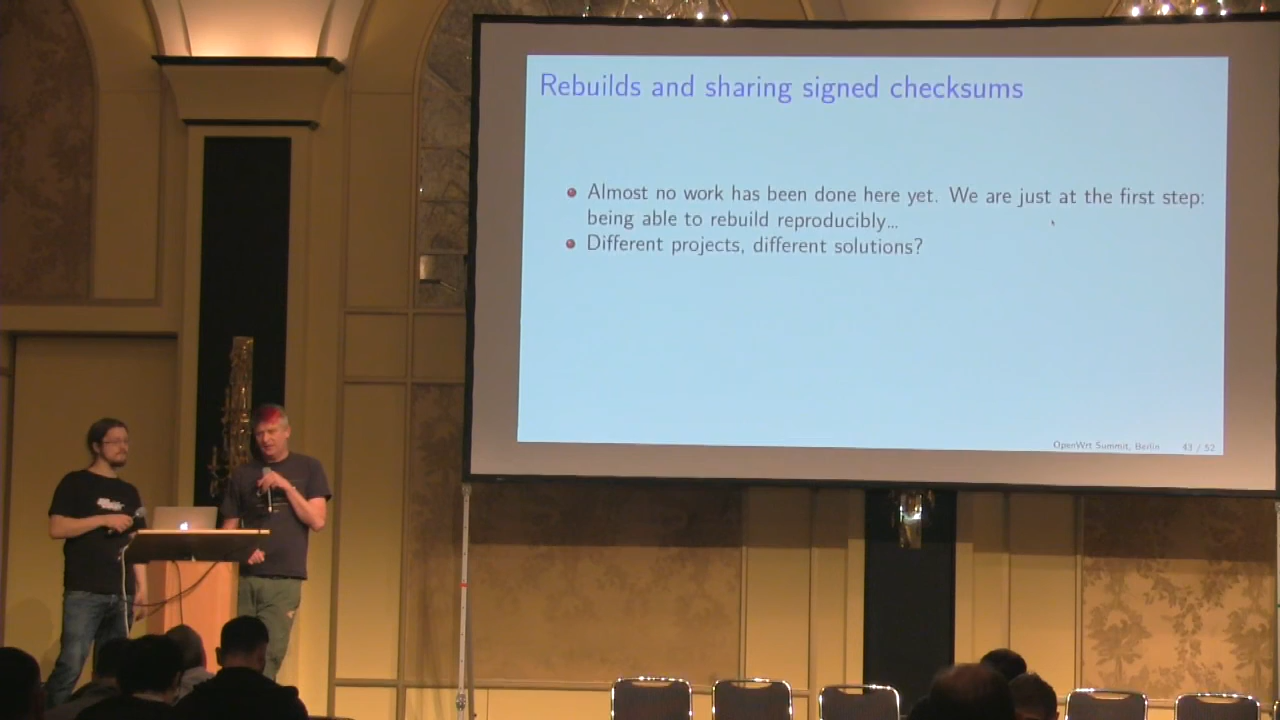 Rebuilds and sharing signed checksums
Almost no work has been done here yet. We are just at the first step:
being able to rebuild reproducibly...
Different projects, different solutions?
OpenWrt Summit, Berlin 43 / 52